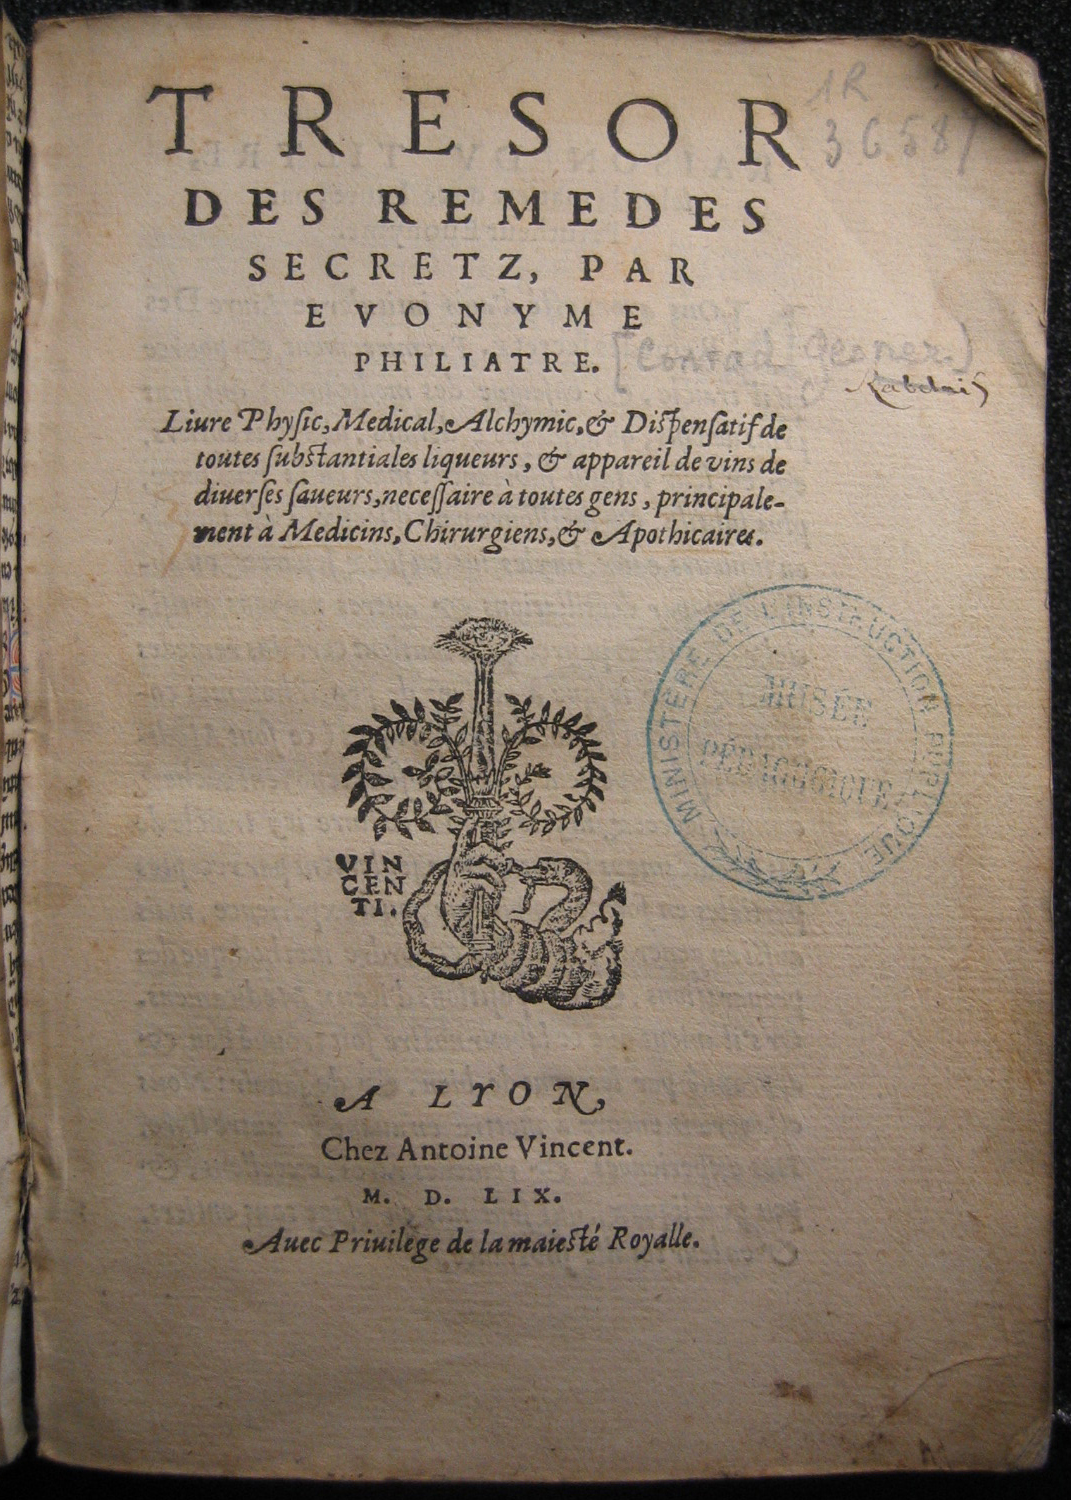 TRESOR
DES REMEDES
SECRETZ, PAR
EVONYME
PHILIATRE.
1R
36587
[Conrad Gesner.)
Rabelais
Liure Physic, Medical, Alchymic, & Dispensatif de
toutes substantiales liqueurs, & appareil de vins de
diuerses saueurs, necessaire à toutes gens, principale-
ment à Medicins, Chirurgiens, & Apothicaires.
MINISTÈRE DE L'INSTRUCTION PUBLIQUE
MUSÉE
PÉDAGOGIQUE
VIN
CEN
TI.
A LYON,
Chez Antoine Vincent.
M. D. LIX.
Auec Priuilege de la maiesté Royalle.